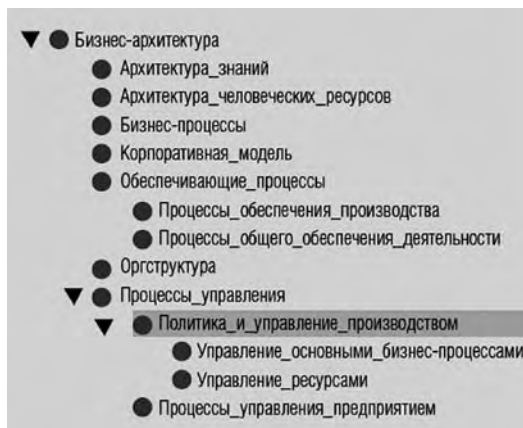 Бизнес-архитектура
Архитектура_знаний
Архитектура_человеческих_ресурсов
Бизнес-процессы
Корпоративная_модель
Обеспечивающие_процессы
Процессы_обеспечения_производства
Процессы_общего_обеспечения_деятельности
Оргструктура
Процессы_управления
Политика_и_управление_производством
Управление_основными_бизнес-процессами
Управление_ресурсами
Процессы_управления_предприятием